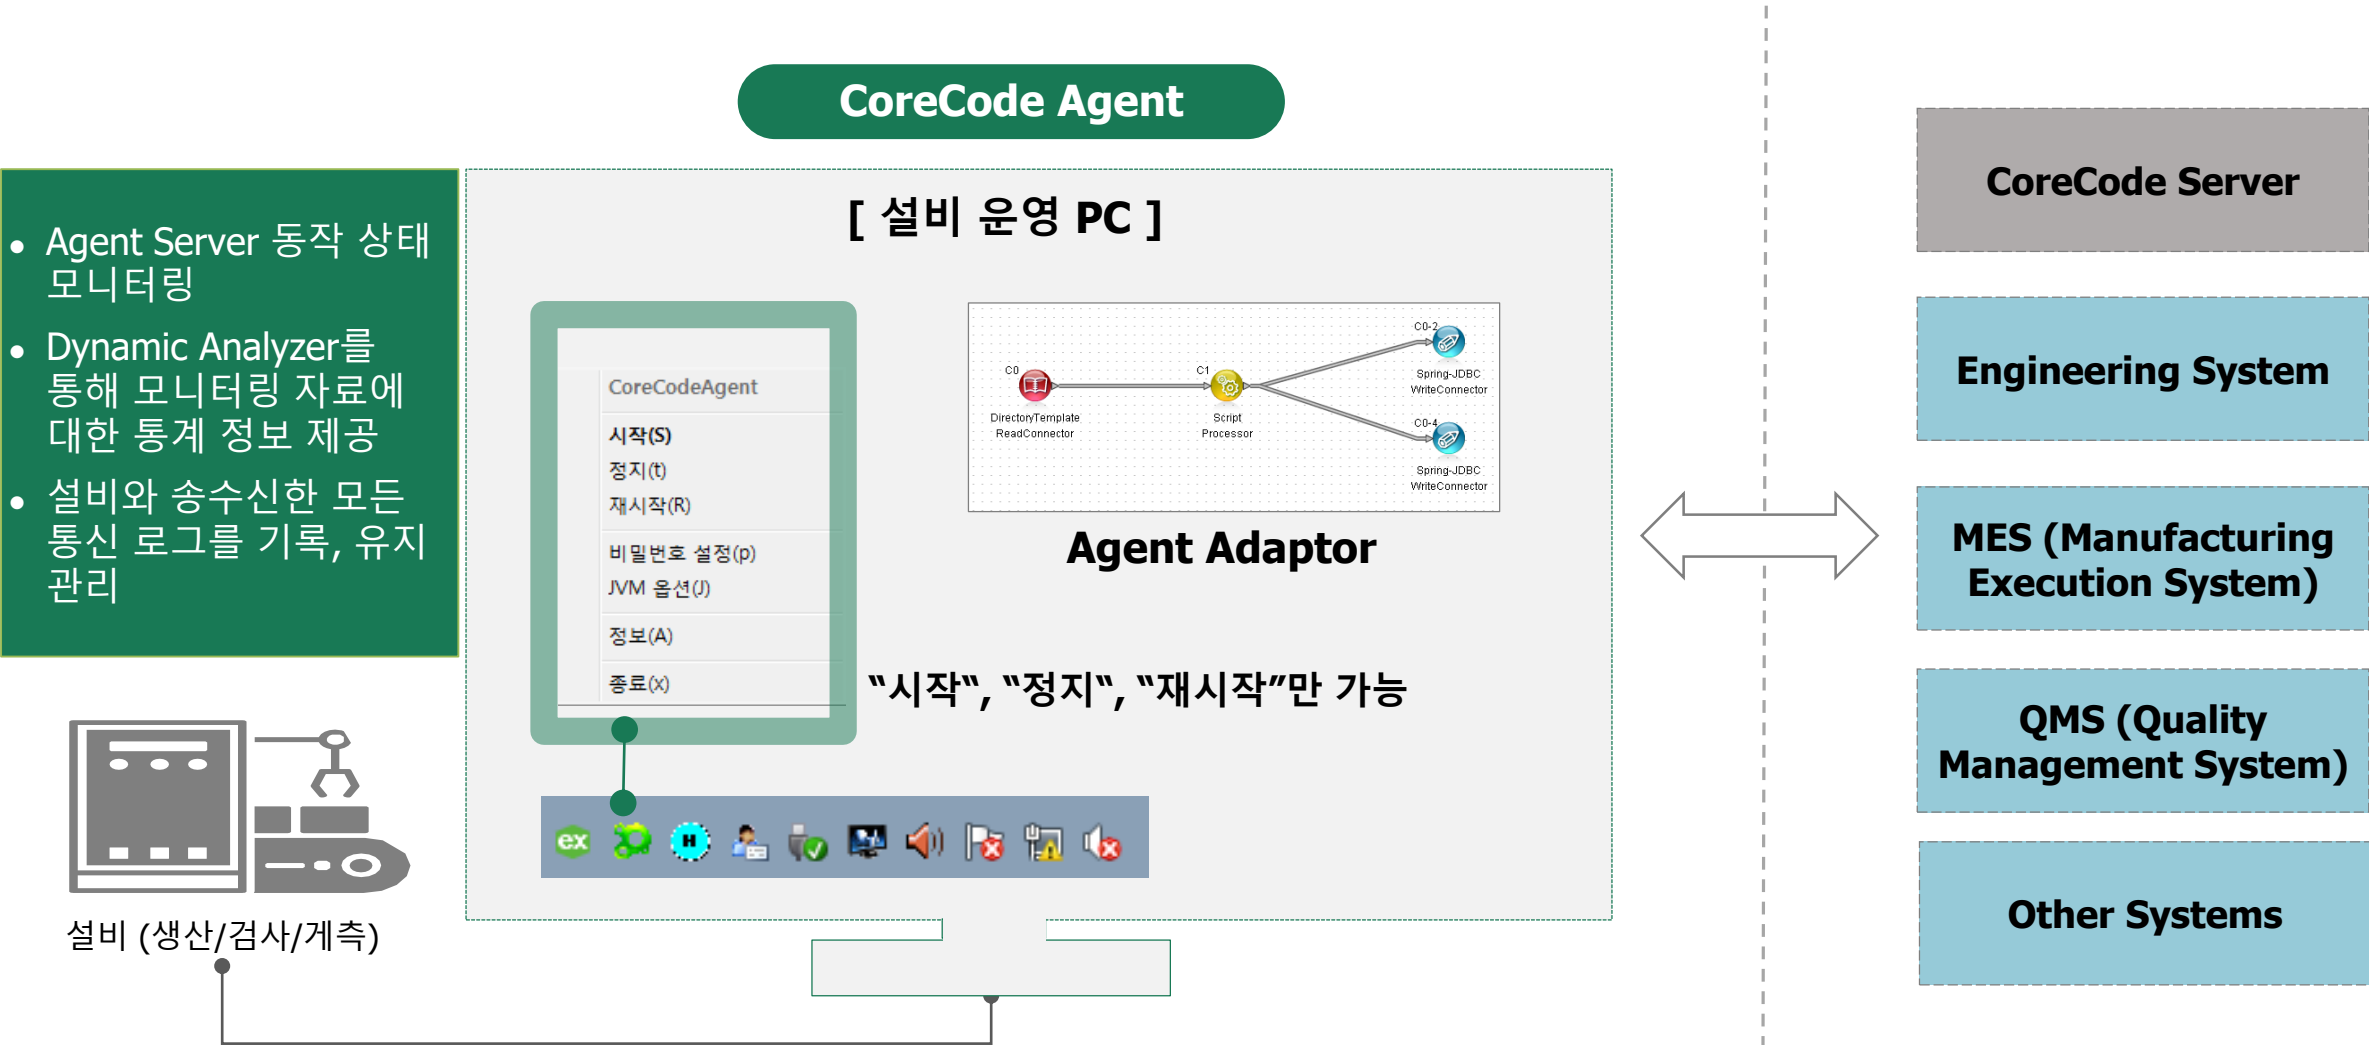 CoreCode Agent
● Agent Server 동작 상태
모니터링
● Dynamic Analyzer를
통해 모니터링 자료에
대한 통계 정보 제공
● 설비와 송수신한 모든
통신 로그를 기록, 유지
관리
설비 (생산/검사/게측)
[ 설비 운영 PC ]
CoreCodeAgent
시작(S)
정지(t)
재시작(R)
비밀번호 설정(p)
JVM 옵션(J)
정보(A)
종료(x)
C0
DirectoryTemplate
ReadConnector
C1
Script
Processor
C0-2
Spring-JDBC
WriteConnector
C0-4
Spring-JDBC
WriteConnector
Agent Adaptor
“시작“, “정지“, “재시작”만 가능
ex
H
CoreCode Server
Engineering System
MES (Manufacturing
Execution System)
QMS (Quality
Management System)
Other Systems